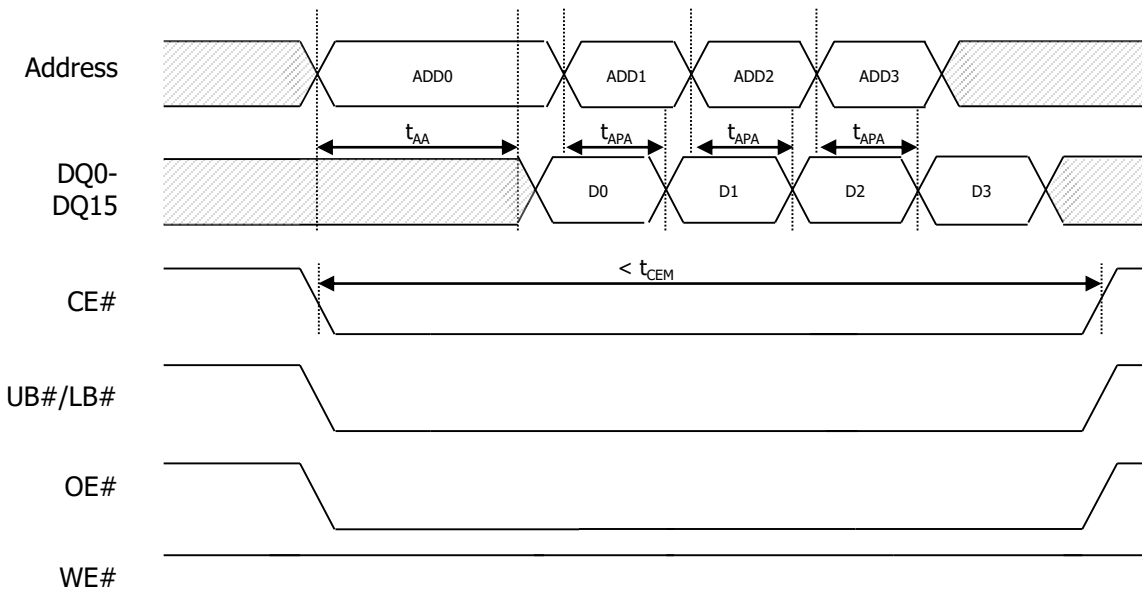 Address
ADD0
ADD1
ADD2
ADD3
tAA
tAPA
tAPA
tAPA
DQ0-
DQ15
D0
D1
D2
D3
< tCEM
CE#
UB#/LB#
OE#
WE#